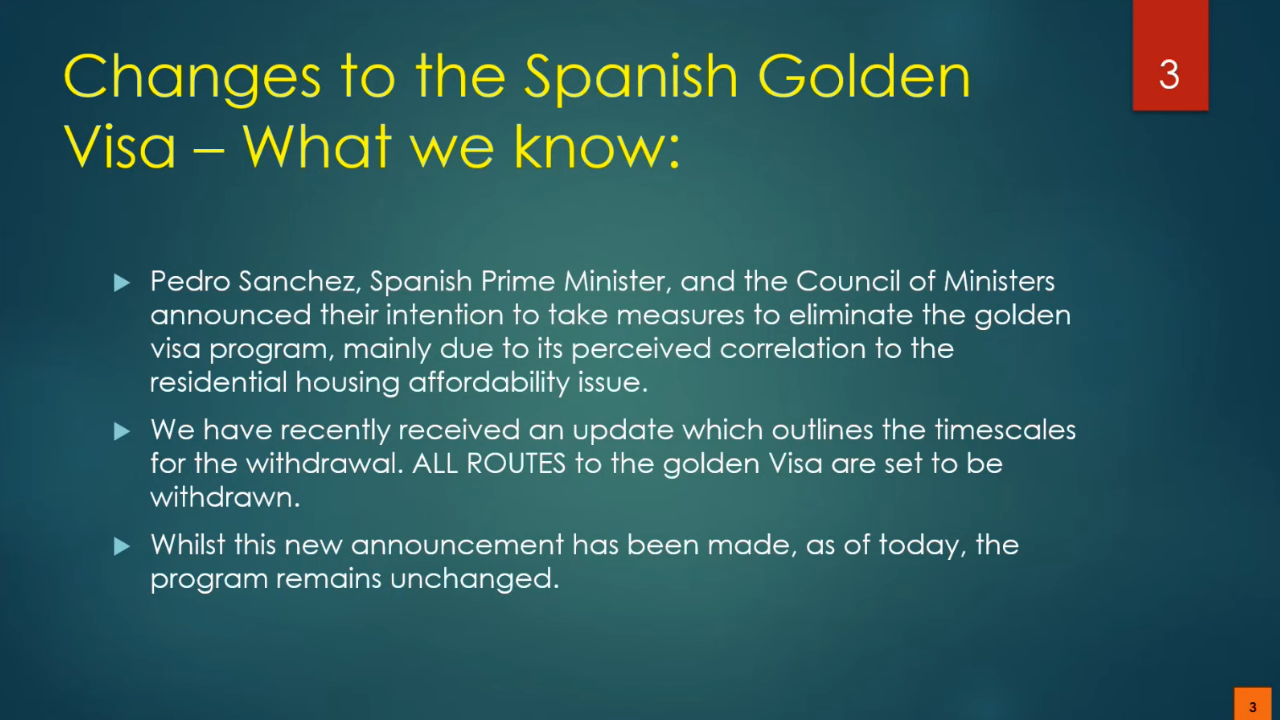 Changes to the Spanish Golden
Visa – What we know:
3
Pedro Sanchez, Spanish Prime Minister, and the Council of Ministers
announced their intention to take measures to eliminate the golden
visa program, mainly due to its perceived correlation to the
residential housing affordability issue.
We have recently received an update which outlines the timescales
for the withdrawal. ALL ROUTES to the golden Visa are set to be
withdrawn.
Whilst this new announcement has been made, as of today, the
program remains unchanged.
3